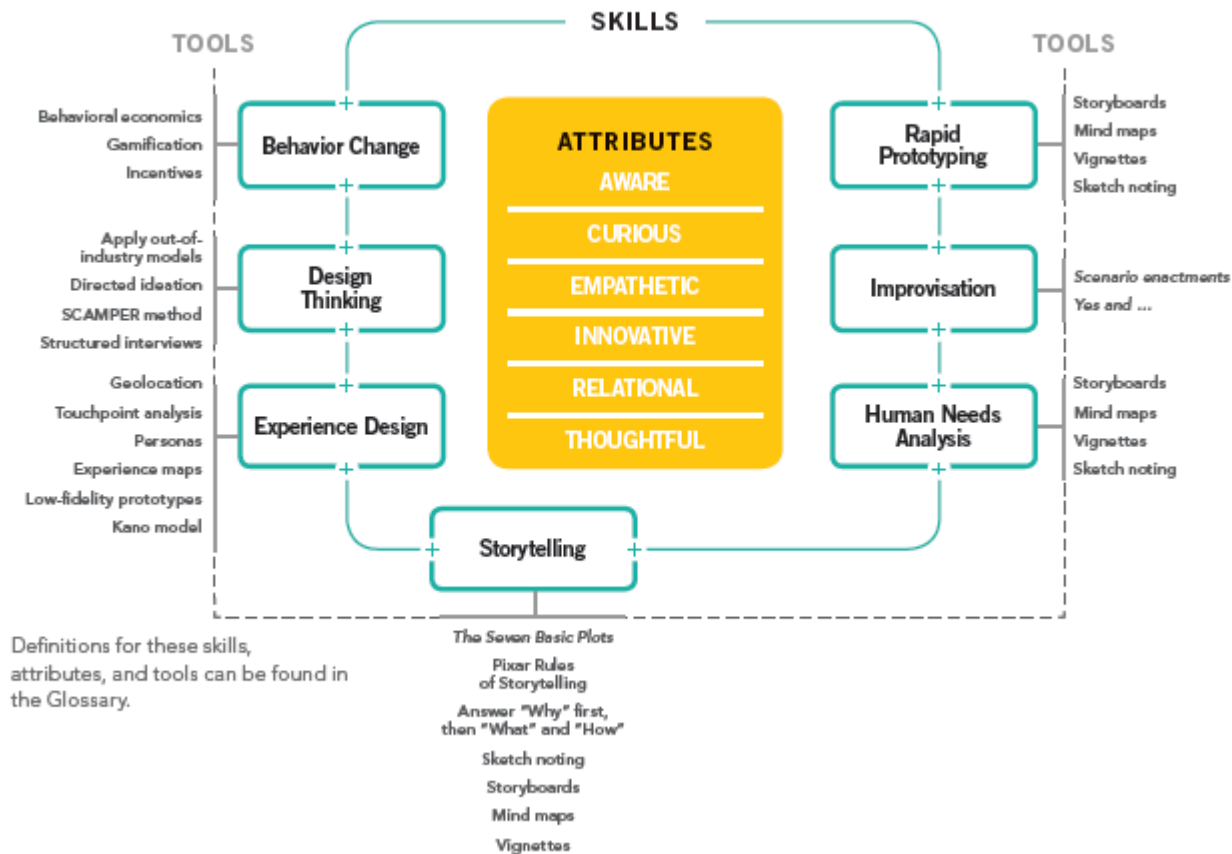 SKILLS
TOOLS
Behavioral economics
Gamification
Incentives
Behavior Change
Apply out-of-
industry models
Directed ideation
SCAMPER method
Structured interviews
Design
Thinking
Geolocation
Touchpoint analysis
Personas
Experience maps
Low-fidelity prototypes
Kano model
Experience Design
ATTRIBUTES
AWARE
CURIOUS
EMPATHETIC
INNOVATIVE
RELATIONAL
THOUGHTFUL
TOOLS
Rapid
Prototyping
Storyboards
Mind maps
Vignettes
Sketch noting
Improvisation
Scenario enactments
Yes and ...
Human Needs
Analysis
Storyboards
Mind maps
Vignettes
Sketch noting
Storytelling
The Seven Basic Plots
Pixar Rules
of Storytelling
Answer "Why" first,
then "What" and "How"
Sketch noting
Storyboards
Mind maps
Vignettes
Definitions for these skills,
attributes, and tools can be found in
the Glossary.